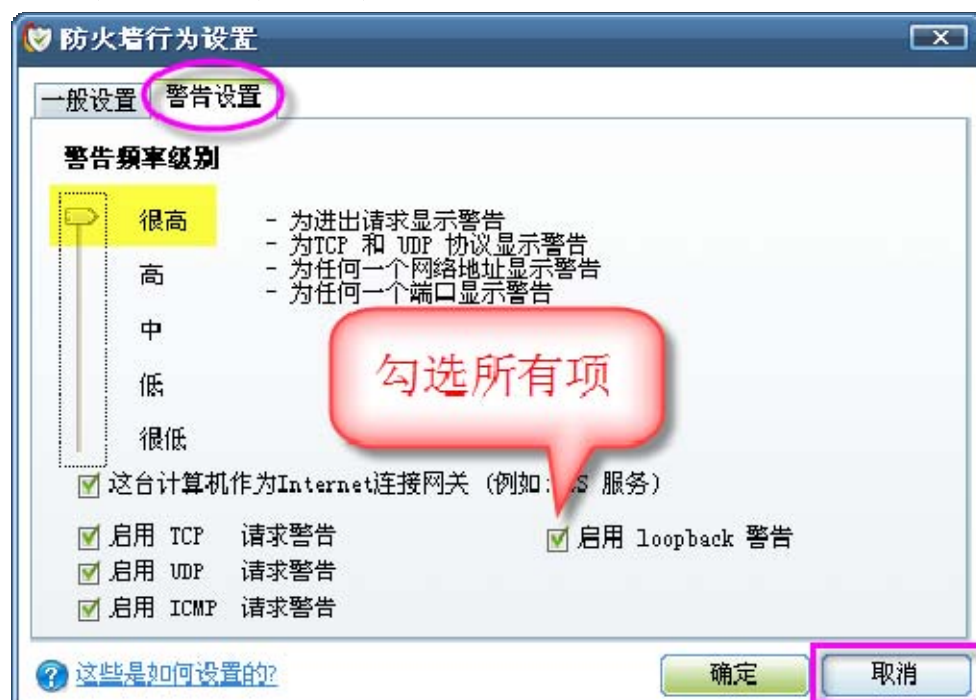 防火墙行为设置
一般设置 警告设置
警告频率级别
很高
- 为进出请求显示警告
- 为TCP 和 UDP 协议显示警告
- 为任何一个网络地址显示警告
- 为任何一个端口显示警告
高
中
低
很低
勾选所有项
这台计算机作为Internet连接网关 (例如: S 服务)
启用 TCP 请求警告
启用 loopback 警告
启用 UDP 请求警告
启用 ICMP 请求警告
这些是如何设置的?
确定 取消